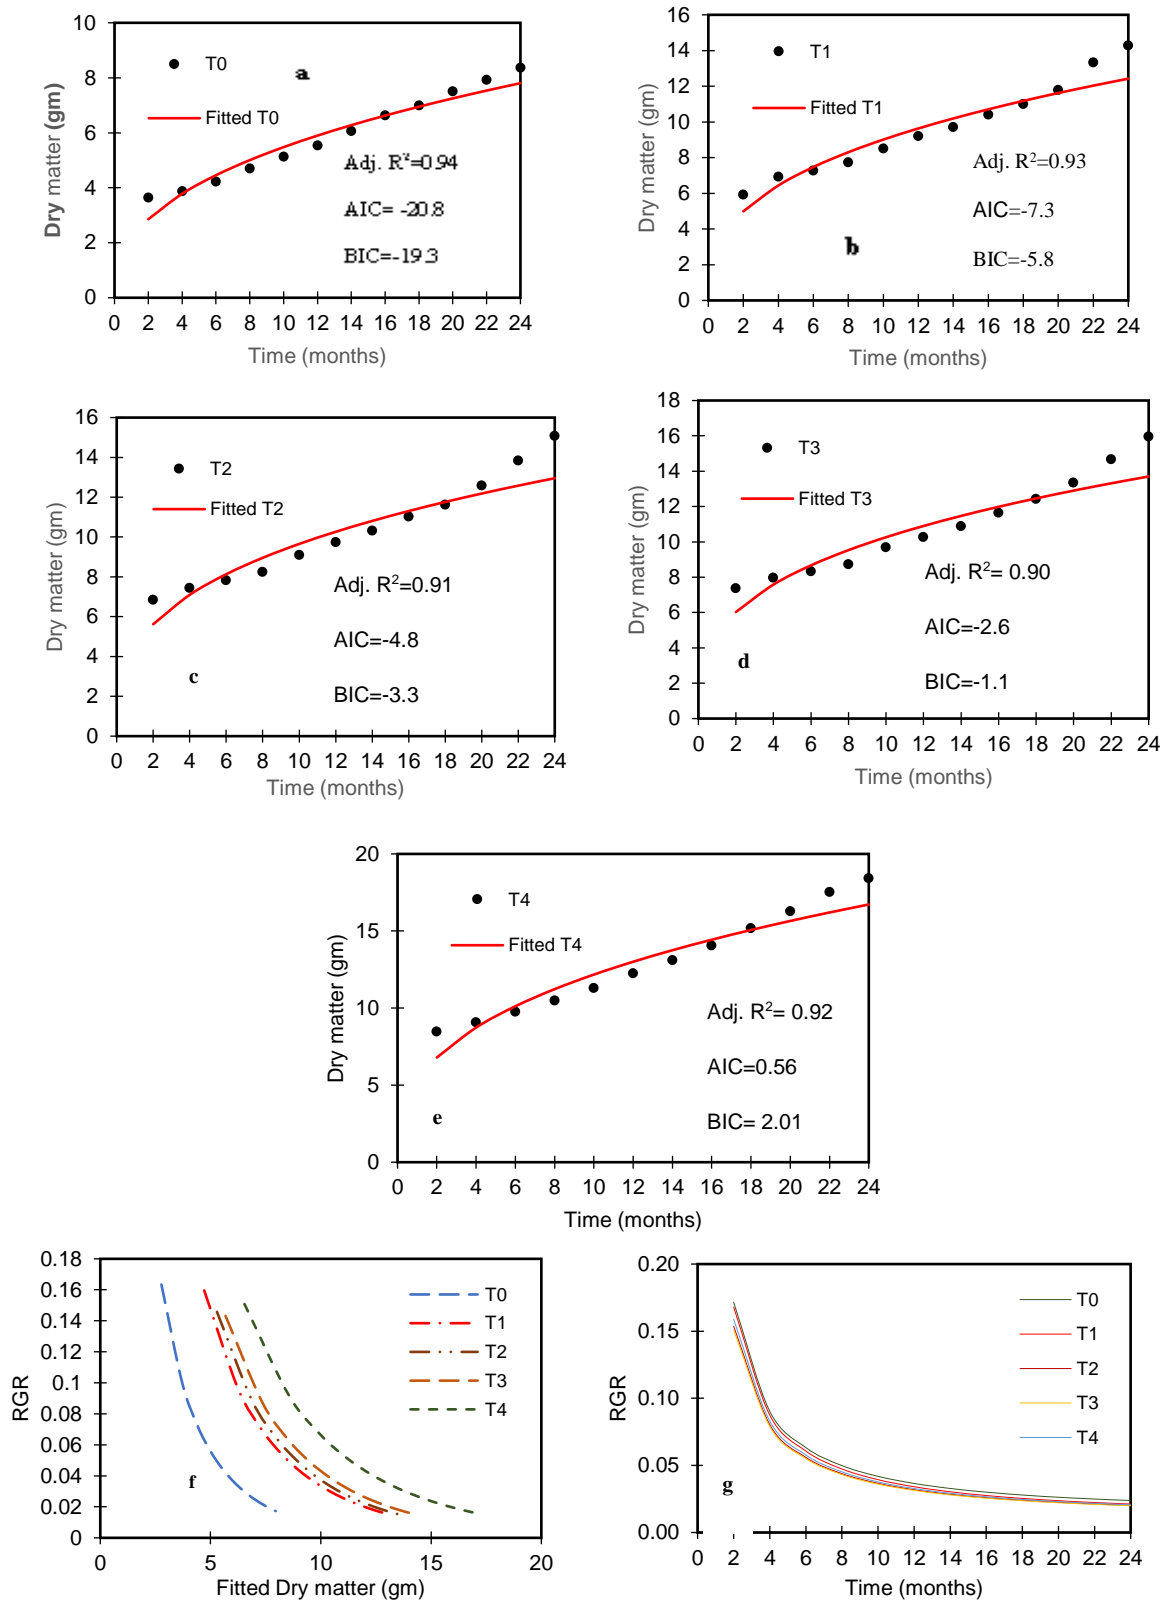 10
8
6
4
2
0
Dry matter (gm)
T0
a
Fitted T0
Adj. R²=0.94
AIC= -20.8
BIC=-19.3
0 2 4 6 8 10 12 14 16 18 20 22 24
Time (months)
16
14
12
10
8
6
4
2
0
Dry matter (gm)
T1
Fitted T1
Adj. R²=0.93
AIC=-7.3
b
BIC=-5.8
0 2 4 6 8 10 12 14 16 18 20 22 24
Time (months)
16
14
12
10
8
6
4
2
0
Dry matter (gm)
T2
Fitted T2
Adj. R²=0.91
AIC=-4.8
c
BIC=-3.3
0 2 4 6 8 10 12 14 16 18 20 22 24
Time (months)
18
16
14
12
10
8
6
4
2
0
Dry matter (gm)
T3
Fitted T3
Adj. R²= 0.90
AIC=-2.6
d
BIC=-1.1
0 2 4 6 8 10 12 14 16 18 20 22 24
Time (months)
20
15
10
5
0
Dry matter (gm)
T4
Fitted T4
Adj. R²= 0.92
AIC=0.56
e
BIC= 2.01
0 2 4 6 8 10 12 14 16 18 20 22 24
Time (months)
0.18
0.16
0.14
0.12
0.1
0.08
0.06
0.04
0.02
0
RGR
T0
T1
T2
T3
T4
f
0 5 10 15 20
Fitted Dry matter (gm)
0.20
0.15
0.10
0.05
0.00
RGR
T0
T1
T2
T3
T4
g
0 2 4 6 8 10 12 14 16 18 20 22 24
Time (months)